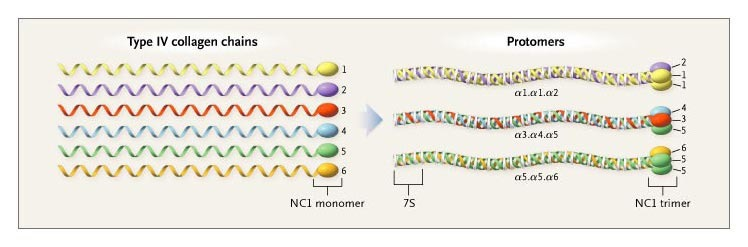 Type IV collagen chains
1
2
3
4
5
6
NC1 monomer
Protomers
2
1
1
α1.α1.α2
4
3
5
α3.α4.α5
6
5
5
α5.α5.α6
7S
NC1 trimer